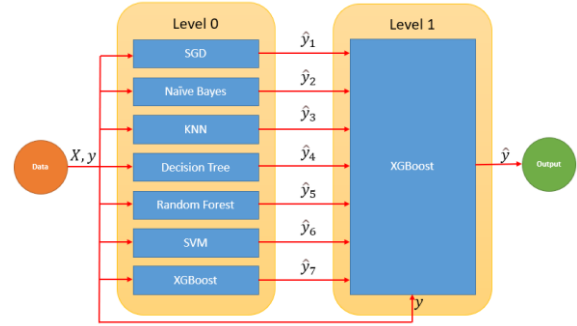 Level 0
Level 1
SGD
ŷ₁
Naïve Bayes
ŷ₂
KNN
ŷ₃
Data
X, y
Decision Tree
ŷ₄
XGBoost
ŷ
Output
Random Forest
ŷ₅
SVM
ŷ₆
XGBoost
ŷ₇
y